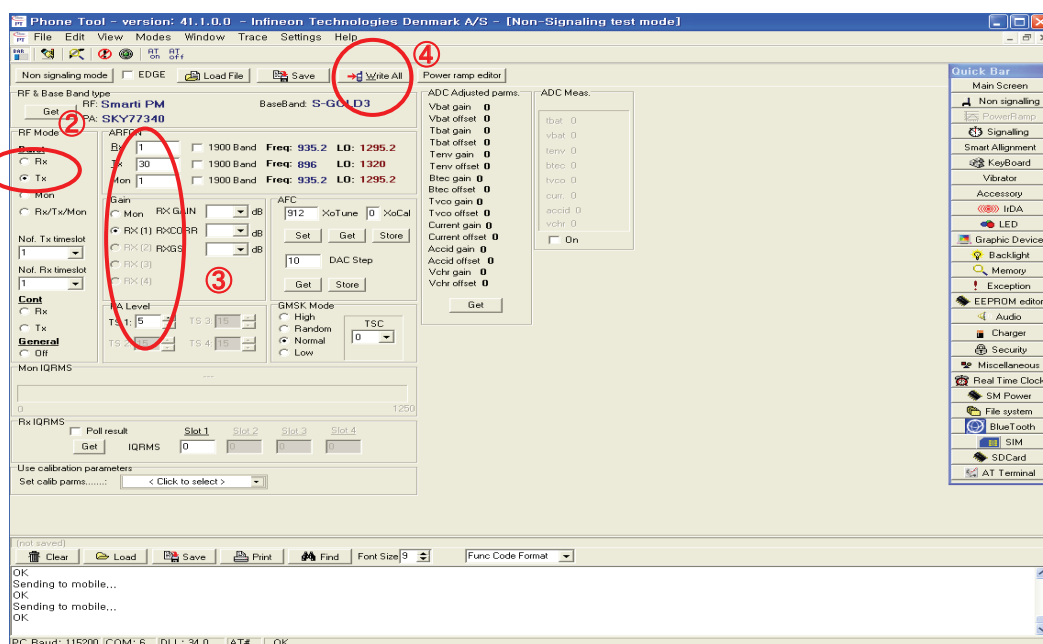 Phone Tool - version: 41.1.0.0 - Infineon Technologies Denmark A/S - [Non-Signaling test mode]
File Edit View Modes Window Trace Settings Help
BAR AT on AT off
④
Non signaling mode EDGE Load File Save Write All Power ramp editor
RF & Base Band type
Get RF: Smarti PM BaseBand: S-GOLD3
PA: SKY77340
②
RF Mode
Burst
Rx
Tx
Mon
Rx/Tx/Mon
Nof. Tx timeslot
1
Nof. Rx timeslot
1
Cont
Rx
Tx
General
Off
ARFCN
Rx 1 1900 Band Freq: 935.2 LO: 1295.2
Tx 30 1900 Band Freq: 896 LO: 1320
Mon 1 1900 Band Freq: 935.2 LO: 1295.2
Gain
Mon RX GAIN dB
RX (1) RXCORR dB
RX (2) RXGS dB
RX (3)
RX (4)
③
AFC
912 XoTune 0 XoCal
Set Get Store
10 DAC Step
Get Store
PA Level
TS 1: 5 TS 3: 15
TS 2: 15 TS 4: 15
GMSK Mode
High
Random
Normal
Low
TSC
0
Mon IQRMS
---
0 1250
Rx IQRMS
Poll result Slot 1 Slot 2 Slot 3 Slot 4
Get IQRMS 0 0 0 0
Use calibration parameters
Set calib parms......: < Click to select >
ADC Adjusted parms.
Vbat gain 0
Vbat offset 0
Tbat gain 0
Tbat offset 0
Tenv gain 0
Tenv offset 0
Btec gain 0
Btec offset 0
Tvco gain 0
Tvco offset 0
Current gain 0
Current offset 0
Accid gain 0
Accid offset 0
Vchr gain 0
Vchr offset 0
Get
ADC Meas.
tbat 0
vbat 0
tenv 0
btec 0
tvco 0
curr. 0
accid 0
vchr 0
On
Quick Bar
Main Screen
Non signalling
PowerRamp
Signalling
Smart Allignment
KeyBoard
Vibrator
Accessory
IrDA
LED
Graphic Device
Backlight
Memory
Exception
EEPROM editor
Audio
Charger
Security
Miscellaneous
Real Time Clock
SM Power
File system
BlueTooth
SIM
SDCard
AT Terminal
(not saved)
Clear Load Save Print Find Font Size 9 Func Code Format
OK
Sending to mobile...
OK
Sending to mobile...
OK
PC Baud: 115200 COM: 6 DLL: 34.0 AT# OK